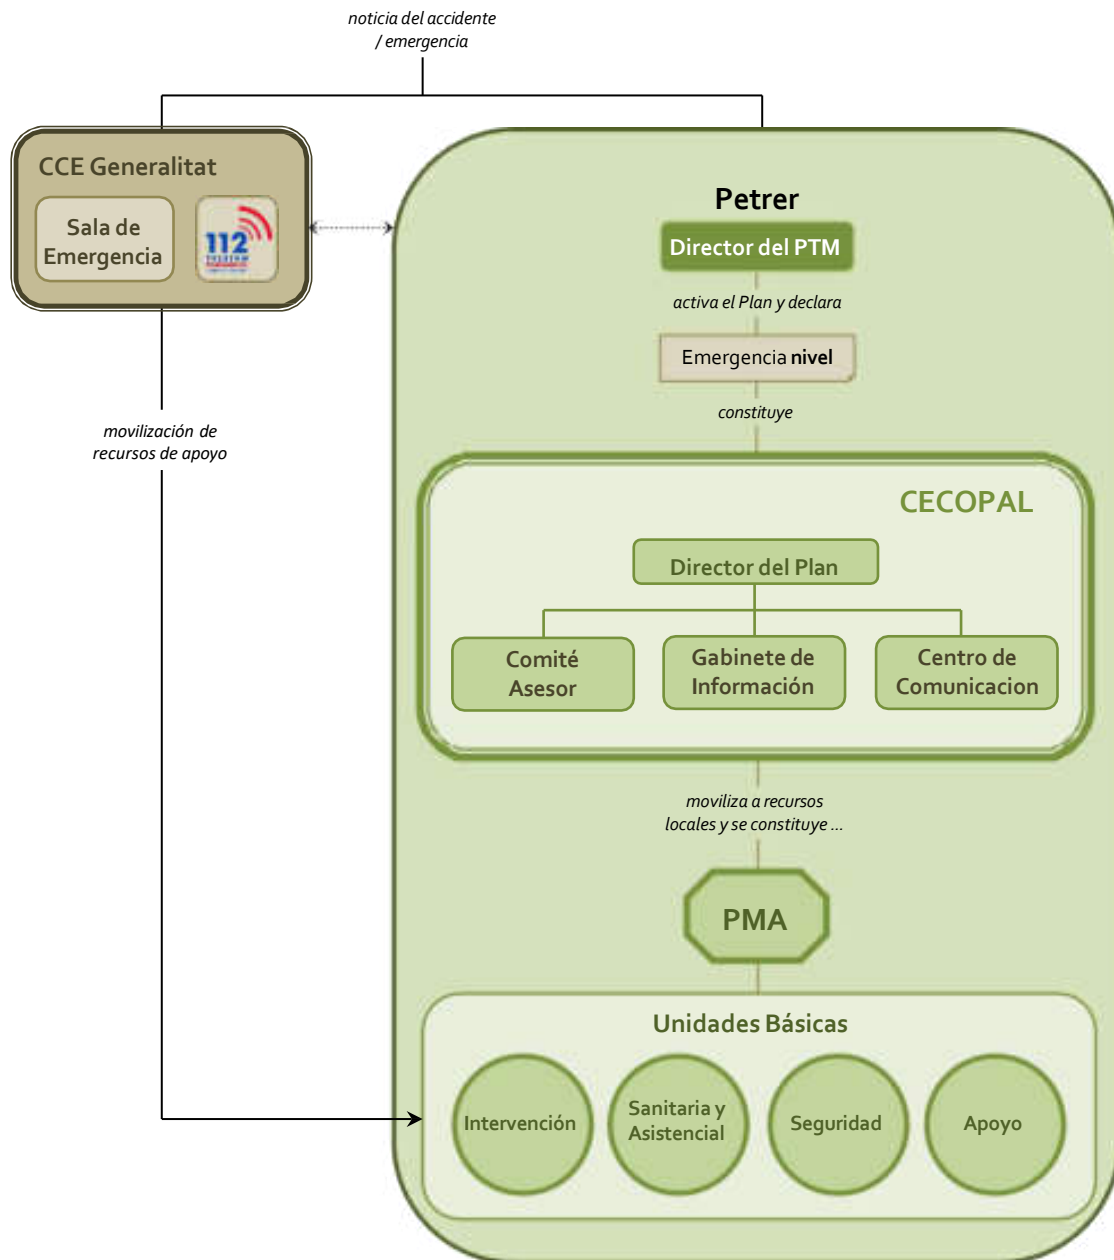 noticia del accidente
/ emergencia
CCE Generalitat
Sala de
Emergencia
112
Petrer
Director del PTM
activa el Plan y declara
Emergencia nivel
constituye
movilización de
recursos de apoyo
CECOPAL
Director del Plan
Comité
Asesor
Gabinete de
Información
Centro de
Comunicacion
moviliza a recursos
locales y se constituye ...
PMA
Unidades Básicas
Intervención
Sanitaria y
Asistencial
Seguridad
Apoyo